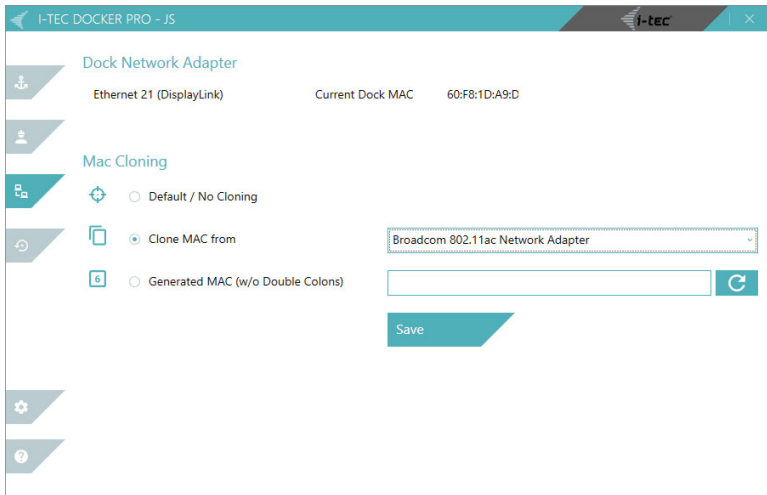 I-TEC DOCKER PRO - JS
i-tec
Dock Network Adapter
Ethernet 21 (DisplayLink) Current Dock MAC 60:F8:1D:A9:D
Mac Cloning
Default / No Cloning
Clone MAC from Broadcom 802.11ac Network Adapter
6 Generated MAC (w/o Double Colons)
Save
?